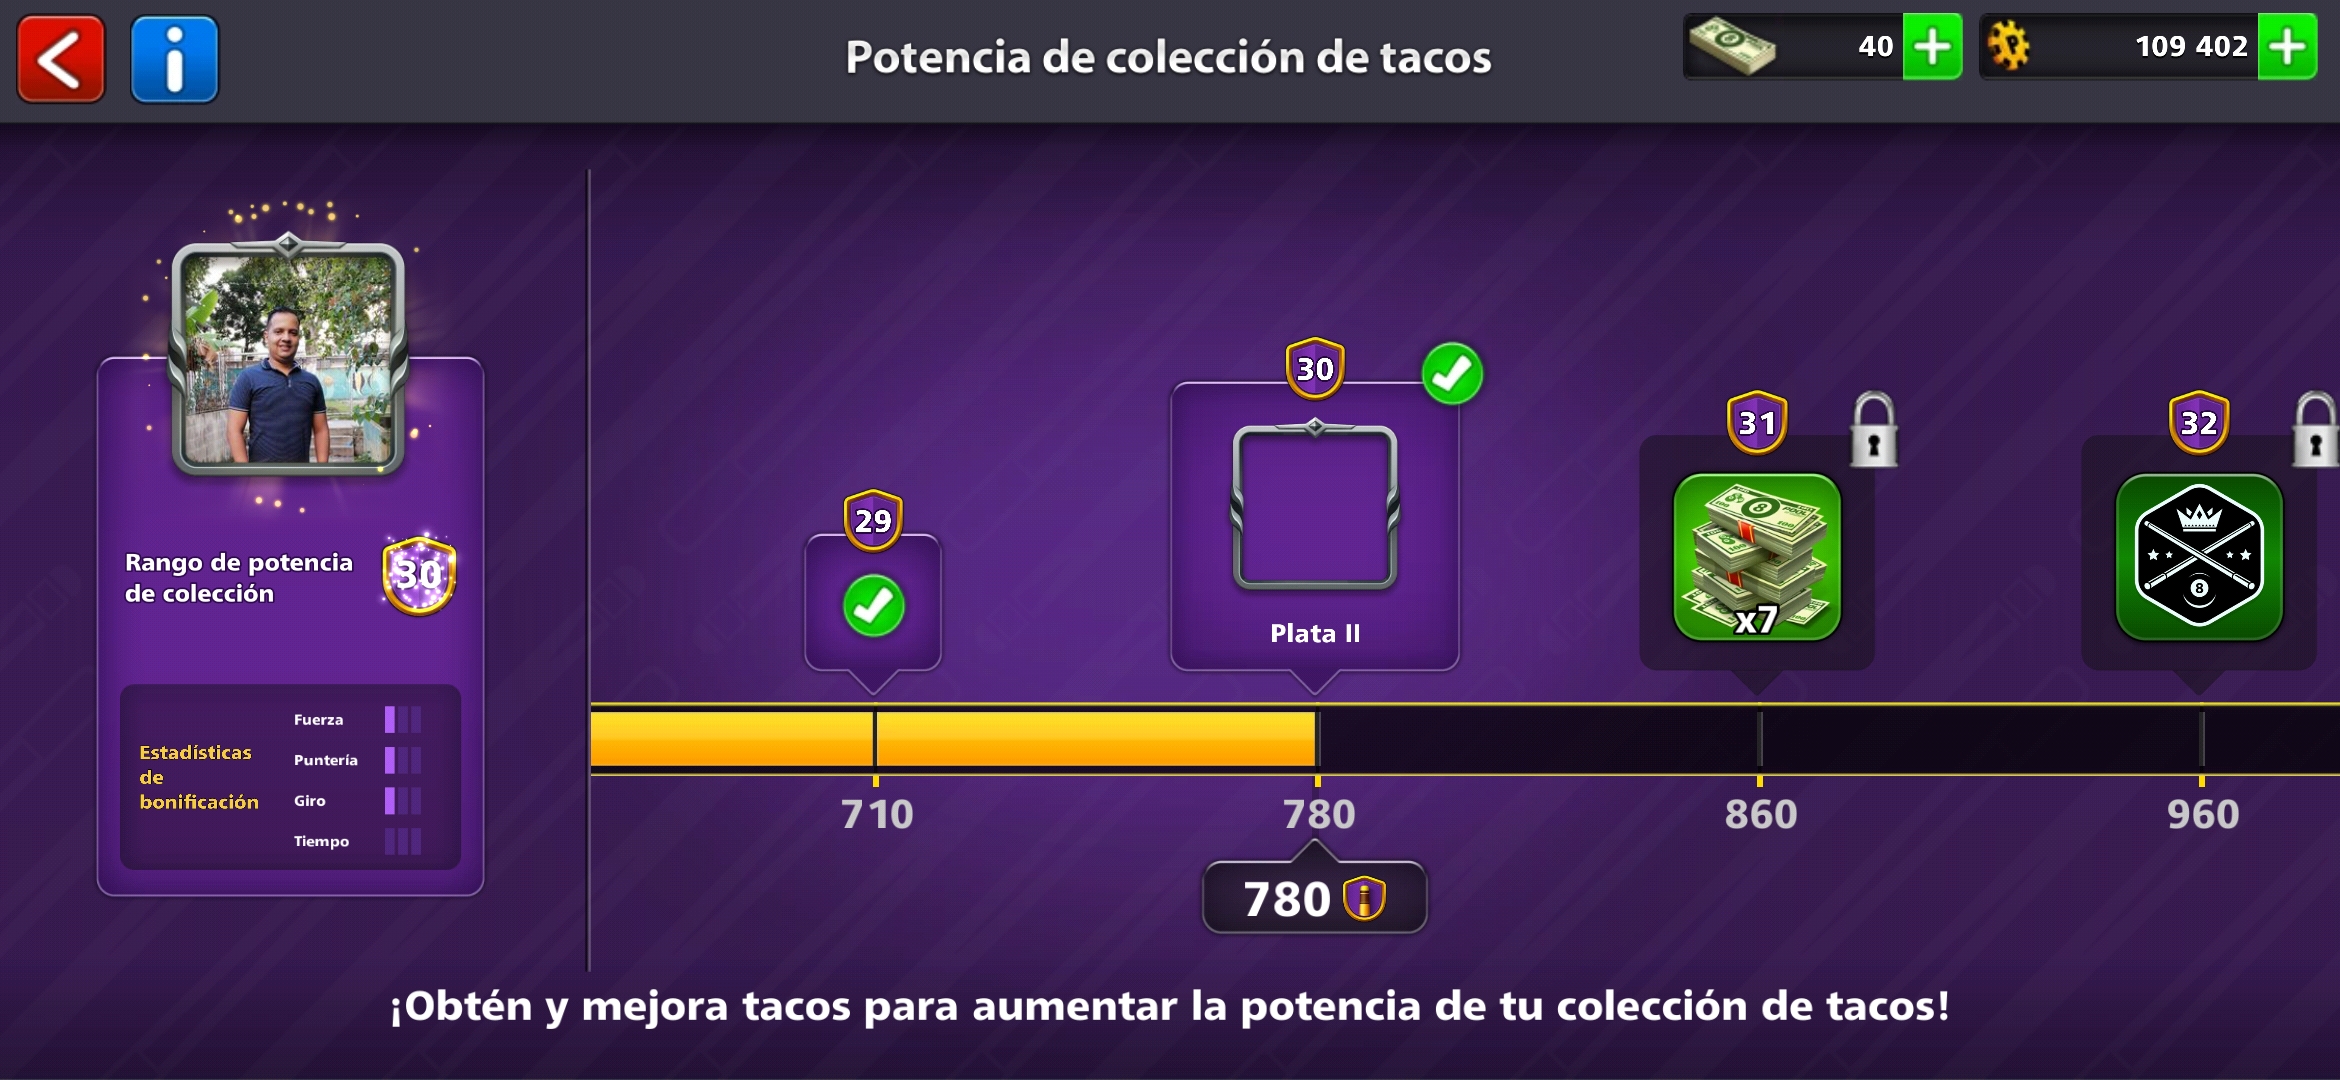 Potencia de colección de tacos
40
109 402
30
29
31
32
Rango de potencia
de colección
30
x7
8
Plata II
Estadísticas
de
bonificación
Fuerza
Puntería
Giro
Tiempo
710
780
860
960
780
¡Obtén y mejora tacos para aumentar la potencia de tu colección de tacos!